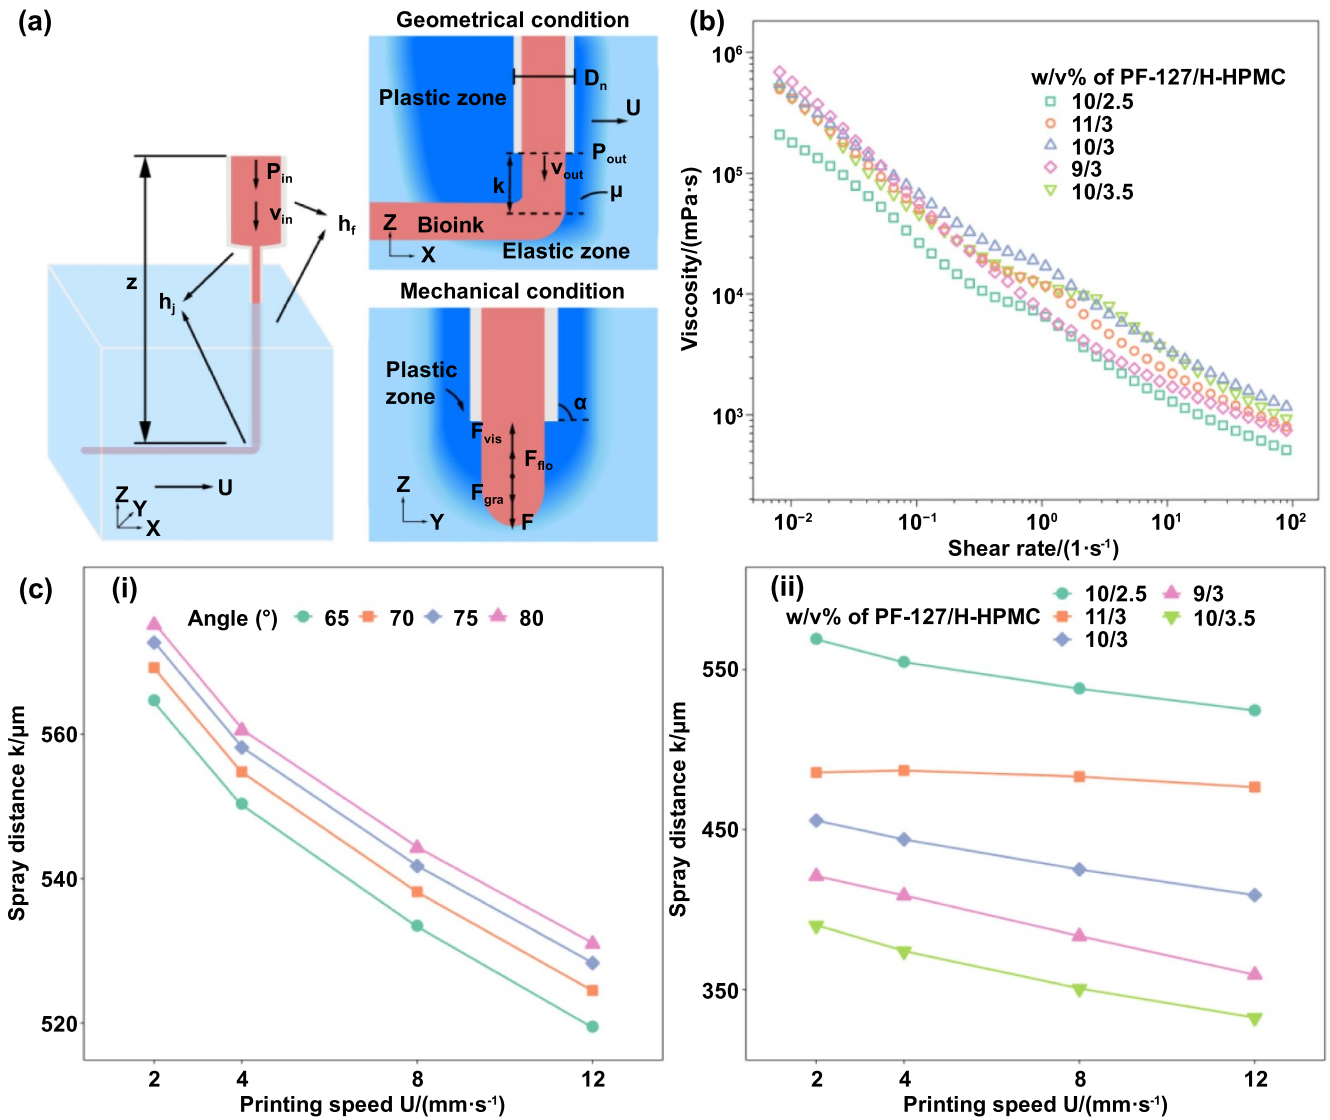 (a)
Geometrical condition
Plastic zone
Dn
U
Pout
k
vout
μ
Z
Bioink
X
Elastic zone
Pin
vin
hf
z
hj
Z
Y
X
U
Mechanical condition
Plastic
zone
α
Fvis
Fflo
Fgra
F
Z
Y
(b)
10⁶
10⁵
10⁴
10³
Viscosity/(mPa·s)
w/v% of PF-127/H-HPMC
10/2.5
11/3
10/3
9/3
10/3.5
10⁻² 10⁻¹ 10⁰ 10¹ 10²
Shear rate/(1·s⁻¹)
(c)
(i)
Angle (°) 65 70 75 80
Spray distance k/μm
560
540
520
2 4 8 12
Printing speed U/(mm·s⁻¹)
(ii)
10/2.5 9/3
w/v% of PF-127/H-HPMC 11/3 10/3.5
10/3
Spray distance k/μm
550
450
350
2 4 8 12
Printing speed U/(mm·s⁻¹)